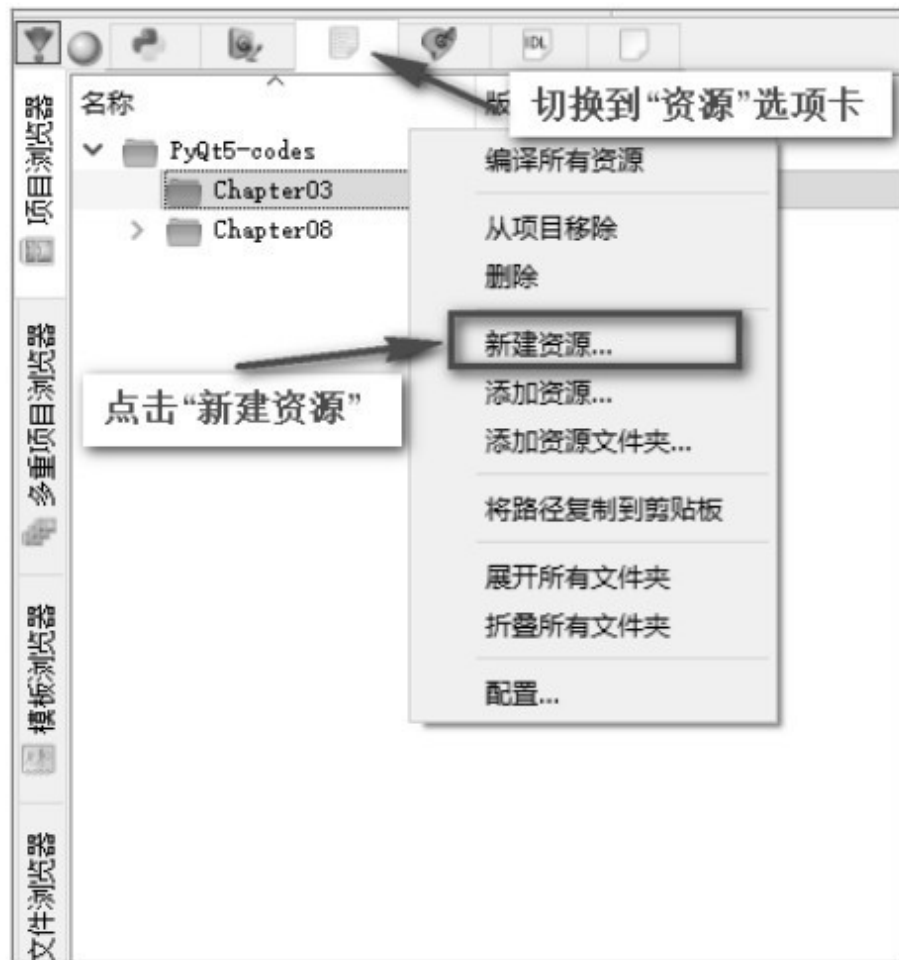 IDL
切换到“资源”选项卡
名称
版
PyQt5-codes
Chapter03
Chapter08
编译所有资源
从项目移除
删除
新建资源...
添加资源...
添加资源文件夹...
将路径复制到剪贴板
展开所有文件夹
折叠所有文件夹
配置...
点击“新建资源”
项目浏览器
多重项目浏览器
模板浏览器
文件浏览器